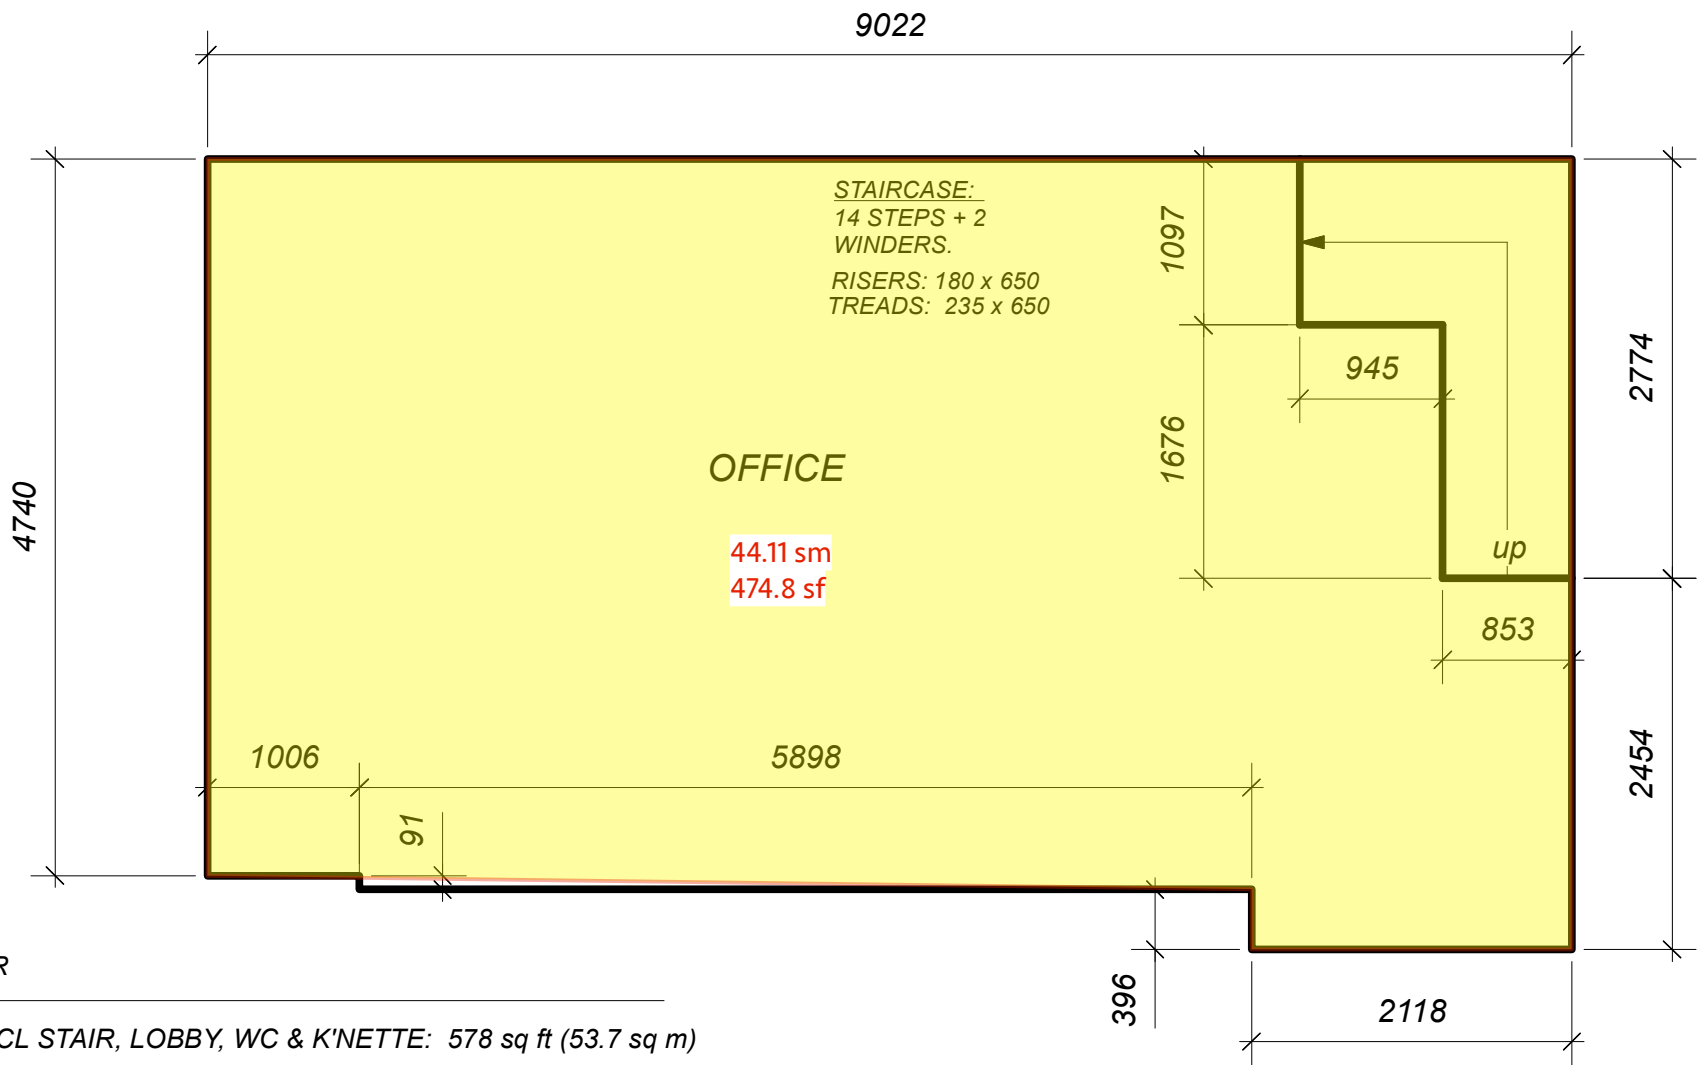 9022
STAIRCASE:
14 STEPS + 2
WINDERS.
RISERS: 180 x 650
TREADS: 235 x 650
1097
2774
945
1676
OFFICE
4740
44.11 sm
474.8 sf
up
853
1006
5898
2454
91
R
396
2118
CL STAIR, LOBBY, WC & K'NETTE: 578 sq ft (53.7 sq m)